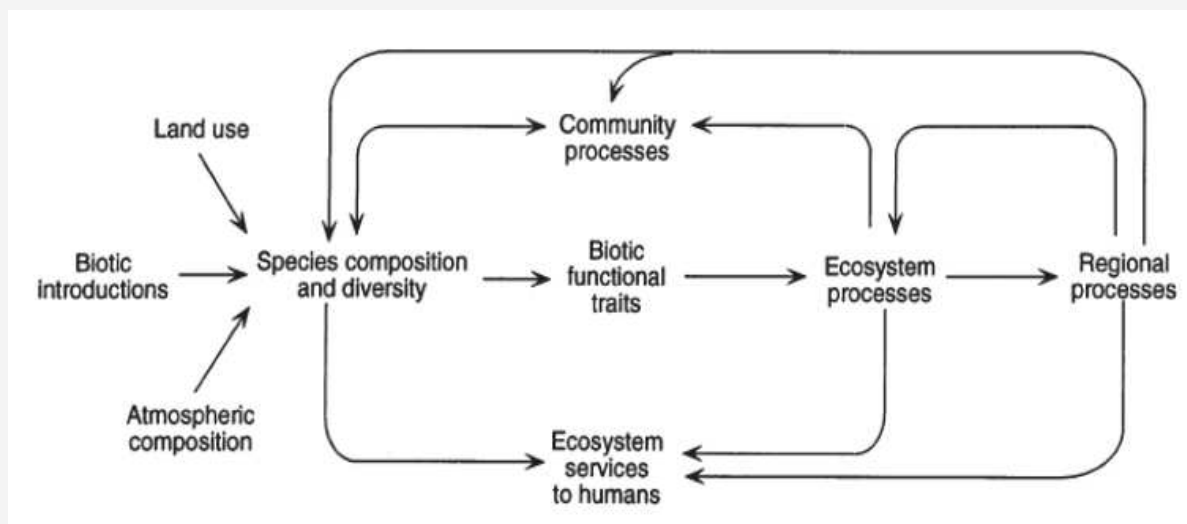 Community
processes
Land use
Biotic
introductions
Species composition
and diversity
Biotic
functional
traits
Ecosystem
processes
Regional
processes
Atmospheric
composition
Ecosystem
services
to humans